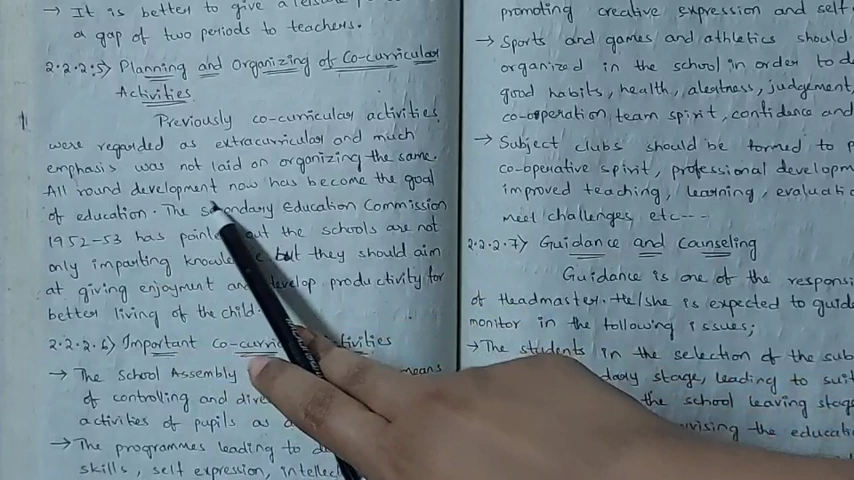 → It is better to give a leisure
a gap of two periods to teachers.
2.2.2.5) Planning and Organizing of Co-curricular
Activities
Previously co-curricular activities
were regarded as extracurricular and much
emphasis was not laid on organizing the same.
All round development now has become the goal
of education. The secondary Education Commission
1952-53 has pointed out the schools are not
only imparting but they should aim
at giving enjoyment and develop productivity for
better living of the child.
2.2.2.6) Important Co-curricular activities
→ The School Assembly means
of controlling and
activities of pupils as
→ The programmes leading to
skills, self expression,
promoting creative expression and self-
→ Sports and games and athletics should
organized in the school in order to
good habits, health, alertness, judgement,
co-operation team spirit, confidence and
→ Subject clubs should be formed to
co-operative spirit, professional
improved teaching, learning,
meet challenges, etc---
2.2.2.7) Guidance and Counseling
Guidance is one of the
of Headmaster. He/she is expected to
monitor in the following issues;
→ The students in the selection of the
stage, leading to
the school leaving
the